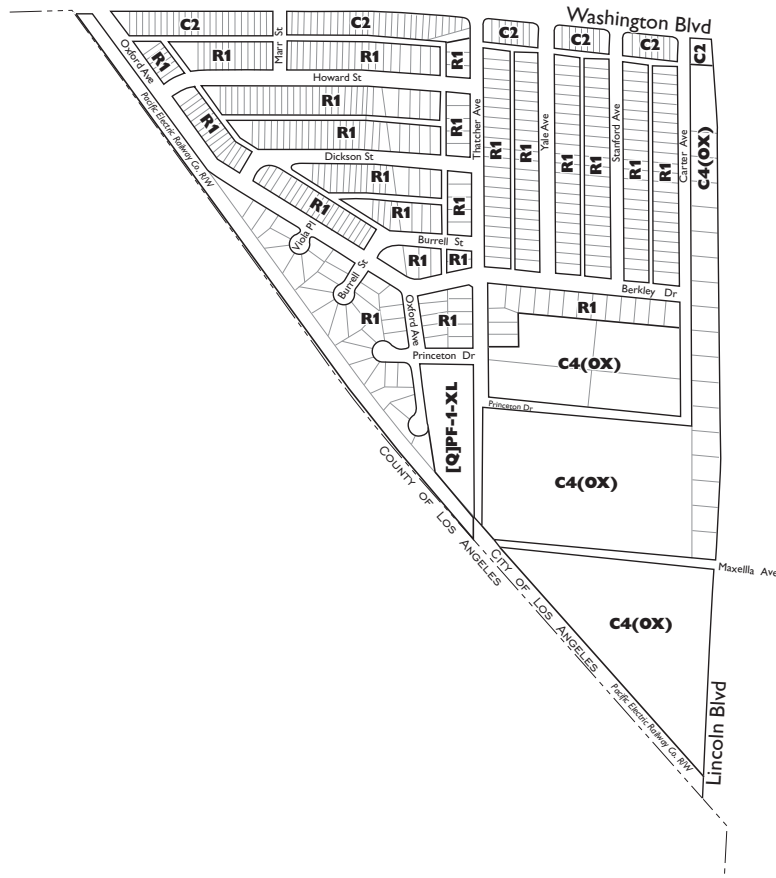 Washington Blvd
C2
C2
C2
C2
C2
C2
Marr St
Oxford Ave
R1
R1
R1
R1
Howard St
Pacific Electric Railway Co. R/W
R1
R1
R1
R1
Dickson St
Thatcher Ave
Yale Ave
Stanford Ave
Carter Ave
R1
R1
R1
R1
R1
R1
C4(OX)
R1
R1
R1
R1
Viola Pl
Burrell St
R1
R1
Burrell St
Berkley Dr
R1
R1
Oxford Ave
R1
Princeton Dr
C4(OX)
Princeton Dr
[Q]PF-1-XL
C4(OX)
COUNTY OF LOS ANGELES
CITY OF LOS ANGELES
Maxellla Ave
C4(OX)
Pacific Electric Railway Co. R/W
Lincoln Blvd